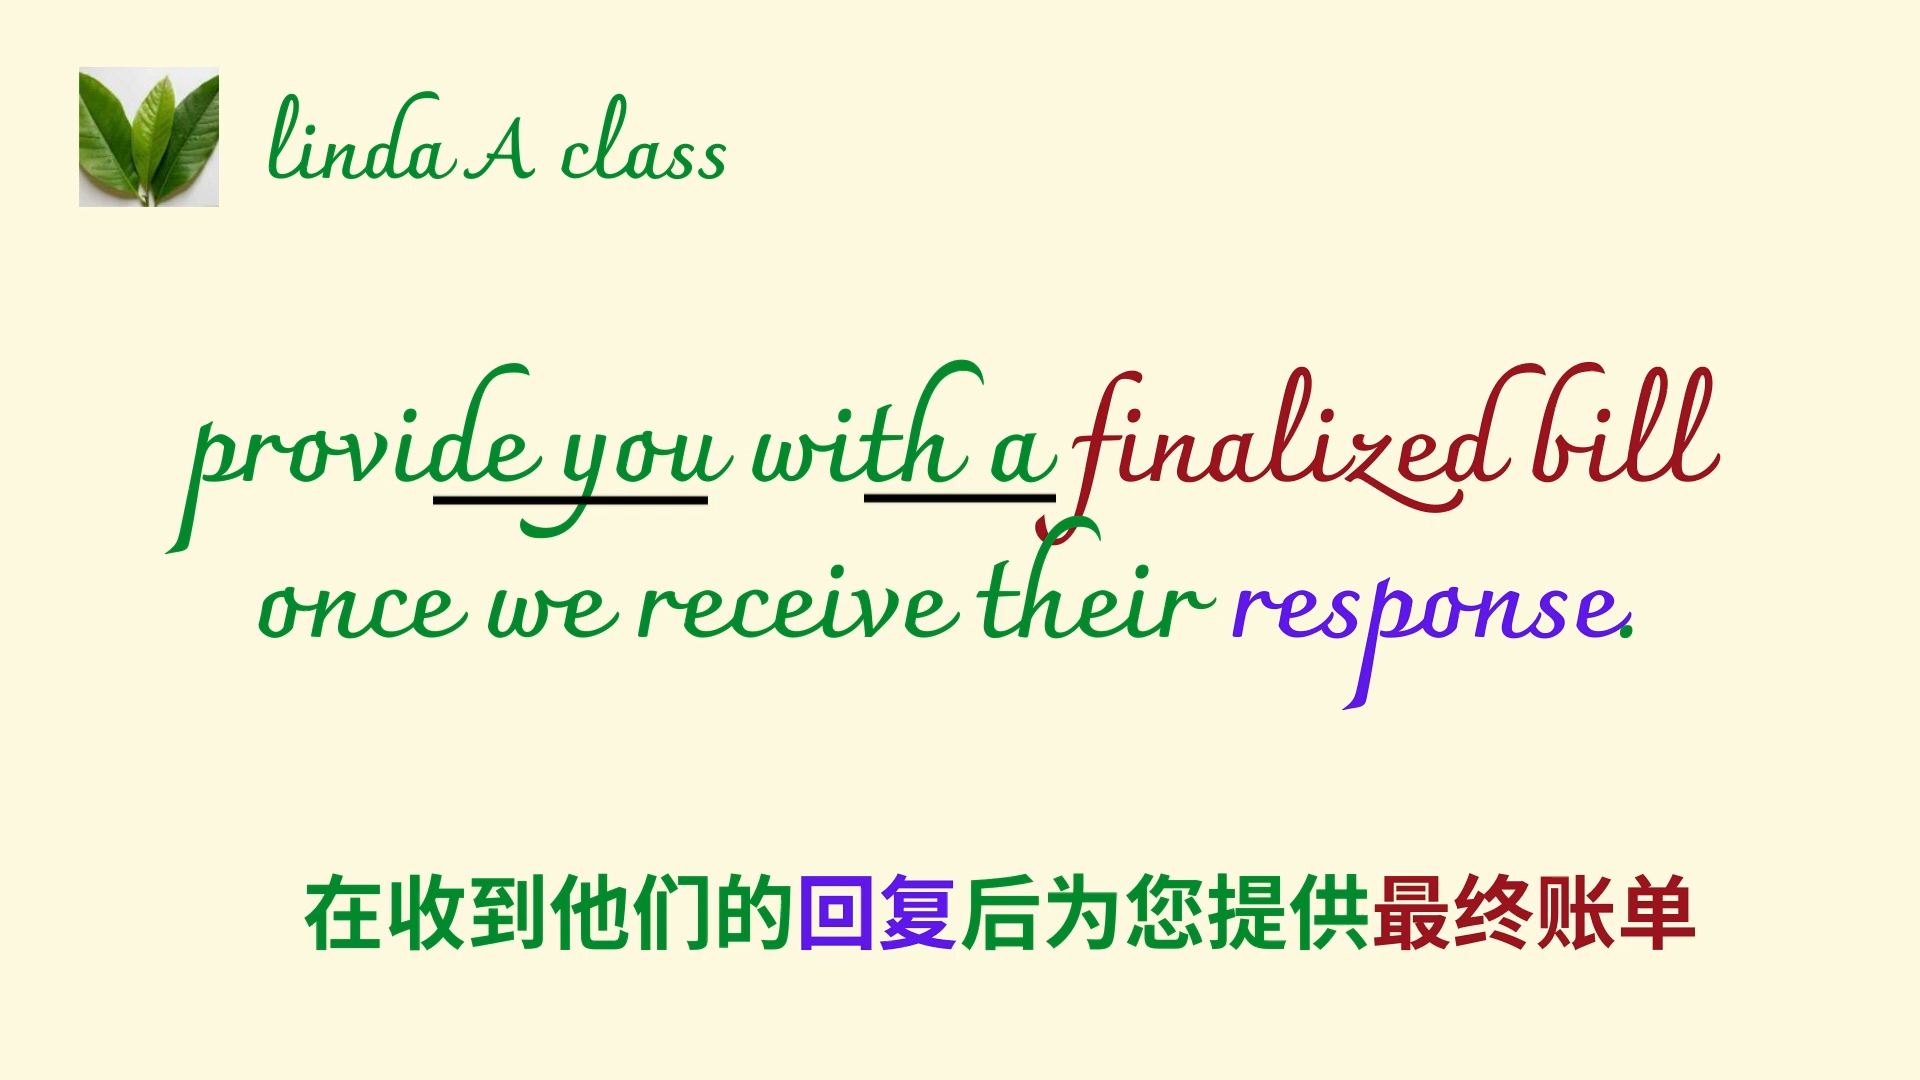 linda A class
provide you with a finalized bill
once we receive their response.
在收到他们的回复后为您提供最终账单